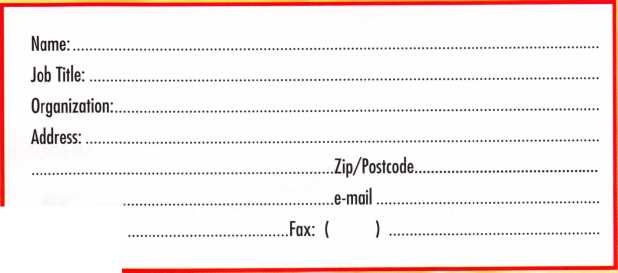 Name:
Job Title:
Organization:
Address:
Zip/Postcode
e-mail
Fax: ( )